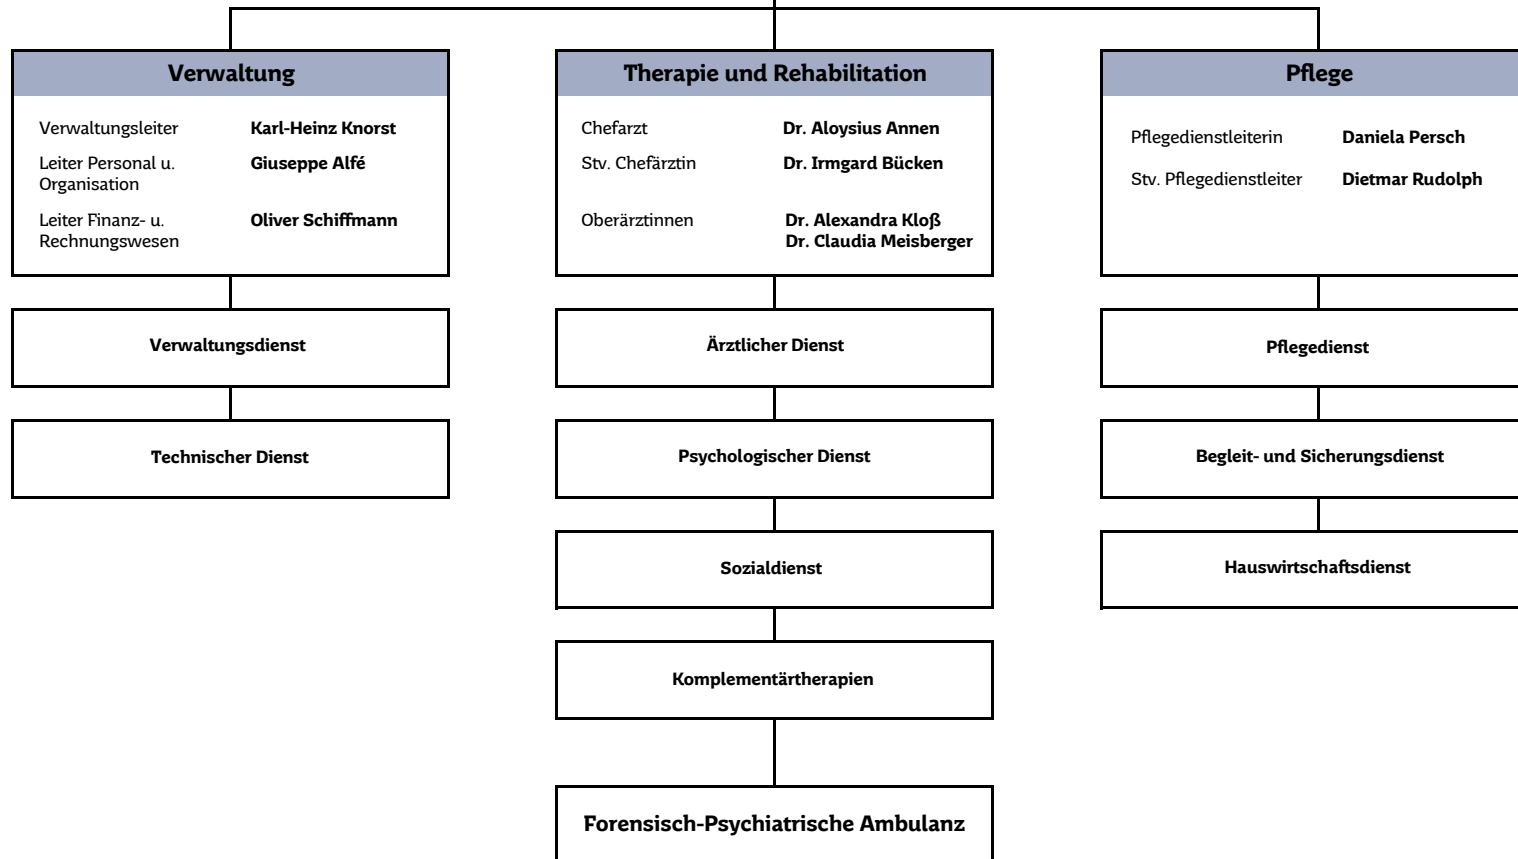 Verwaltung
Verwaltungsleiter Karl-Heinz Knorst
Leiter Personal u. Giuseppe Alfé
Organisation
Leiter Finanz- u. Oliver Schiffmann
Rechnungswesen
Verwaltungsdienst
Technischer Dienst
Therapie und Rehabilitation
Chefarzt Dr. Aloysius Annen
Stv. Chefärztin Dr. Irmgard Bücken
Oberärztinnen Dr. Alexandra Kloß
Dr. Claudia Meisberger
Ärztlicher Dienst
Psychologischer Dienst
Sozialdienst
Komplementärtherapien
Forensisch-Psychiatrische Ambulanz
Pflege
Pflegedienstleiterin Daniela Persch
Stv. Pflegedienstleiter Dietmar Rudolph
Pflegedienst
Begleit- und Sicherungsdienst
Hauswirtschaftsdienst